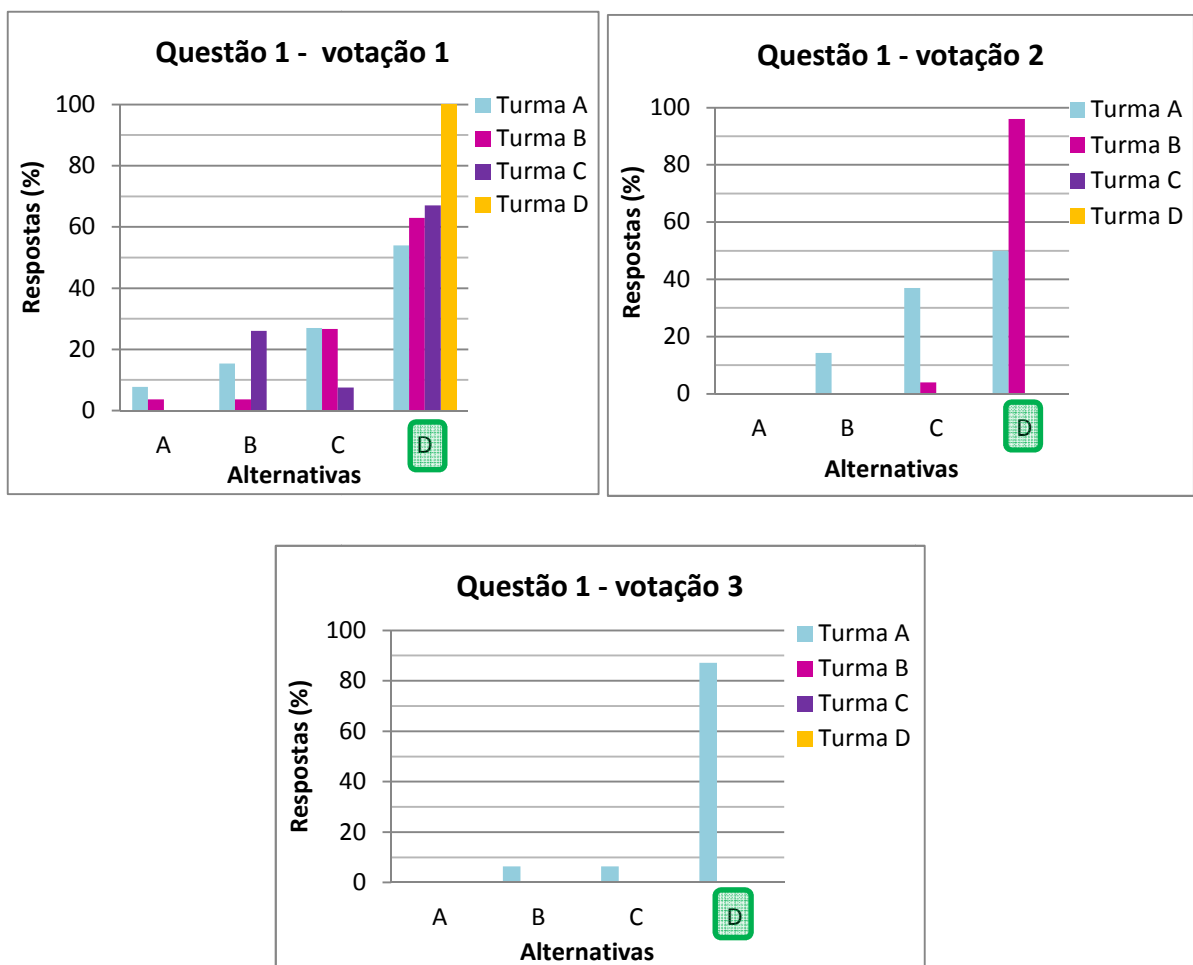 Questão 1 - votação 1
Respostas (%)
100
80
60
40
20
0
A B C D
Alternativas
Turma A
Turma B
Turma C
Turma D
Questão 1 - votação 2
Respostas (%)
100
80
60
40
20
0
A B C D
Alternativas
Turma A
Turma B
Turma C
Turma D
Questão 1 - votação 3
Respostas (%)
100
80
60
40
20
0
A B C D
Alternativas
Turma A
Turma B
Turma C
Turma D